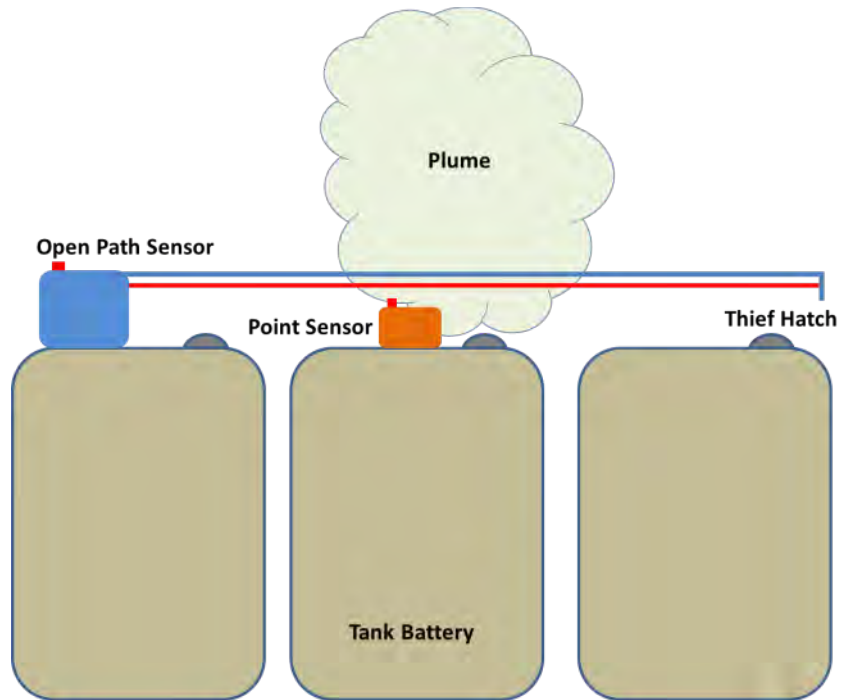 Plume
Open Path Sensor
Point Sensor
Thief Hatch
Tank Battery